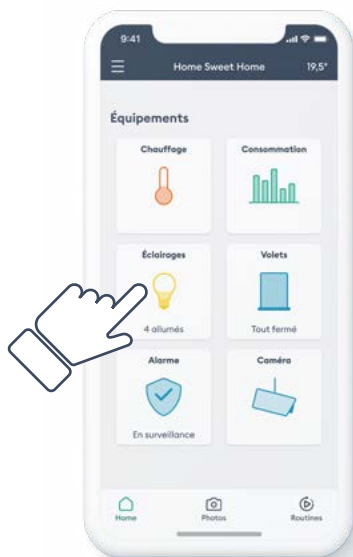 9:41
Home Sweet Home 19,5°
Équipements
Chauffage Consommation
Éclairages Volets
4 allumés Tout fermé
Alarme Caméra
En surveillance
Home Photos Routines